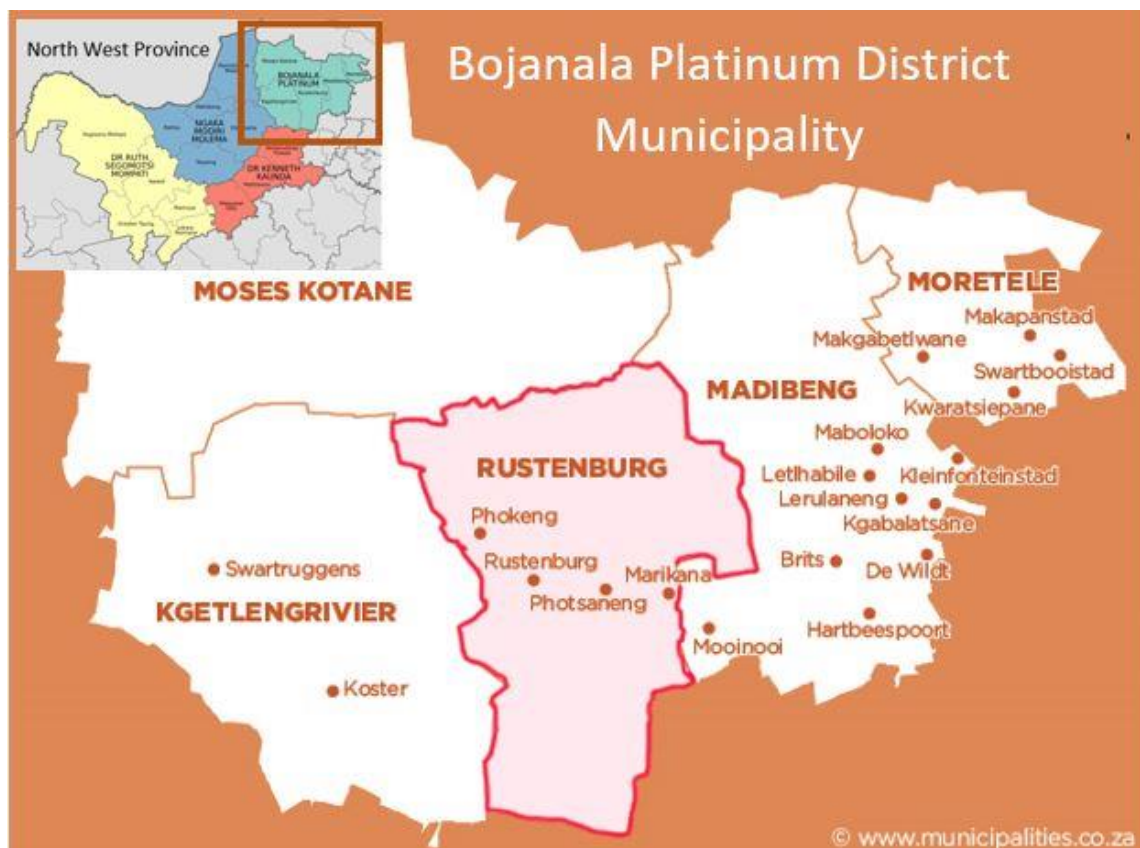 North West Province
Bojanala Platinum District
Municipality
BOJANALA
PLATINUM
NGAKA
MODIRI
MOLEMA
DR RUTH
SEGOMOTSI
MOMPATI
DR KENNETH
KAUNDA
MOSES KOTANE
MORETELE
Makapanstad
Makgabetlwane
Swartbooistad
MADIBENG
Kwaratsiepane
Maboloko
RUSTENBURG
Letlhabile
Kleinfonteinstad
Lerulaneng
Phokeng
Kgabalatsane
Swartruggens
Rustenburg
Marikana
Brits
De Wildt
KGETLENGRIVIER
Photsaneng
Hartbeespoort
Mooinooi
Koster
© www.municipalities.co.za